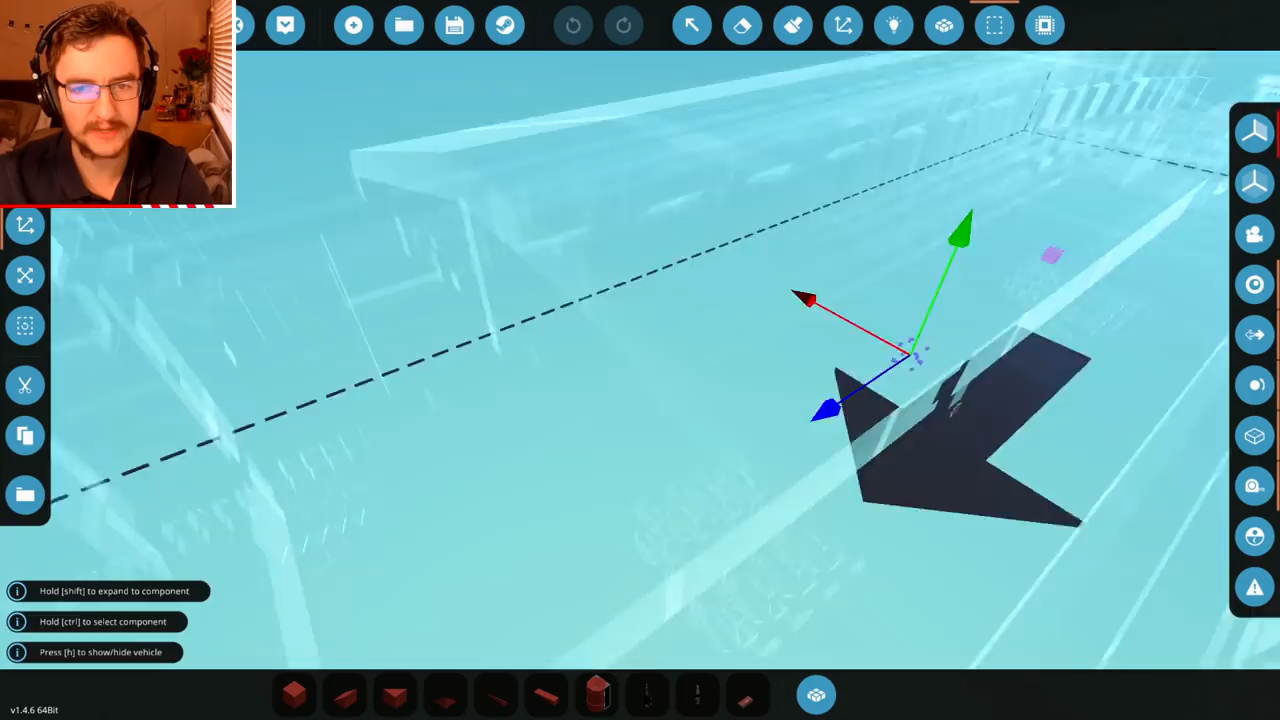 Hold [shift] to expand to component
Hold [ctrl] to select component
Press [h] to show/hide vehicle
v1.4.6 64Bit